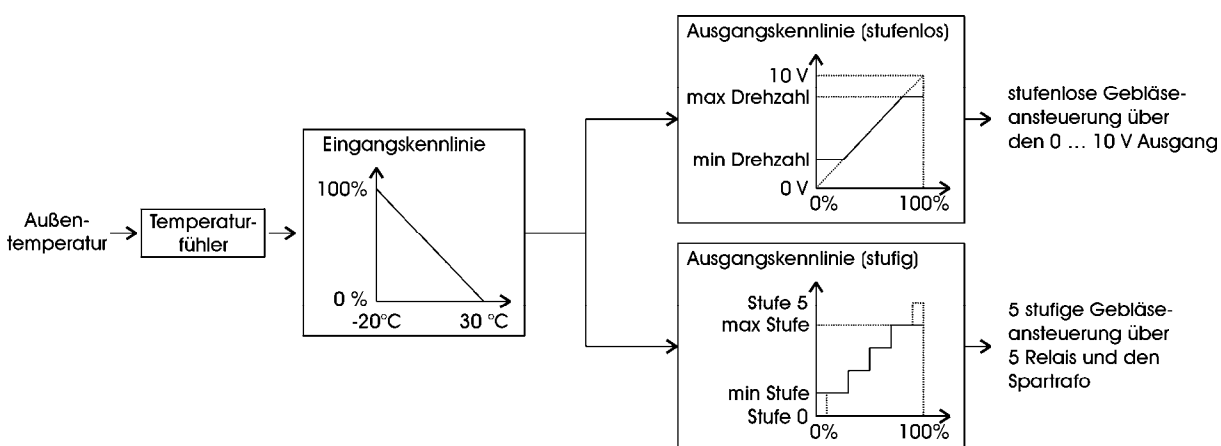 Außen-
temperatur
Temperatur-
fühler
Eingangskennlinie
100%
0 %
-20°C
30 °C
Ausgangskennlinie (stufenlos)
10 V
max Drehzahl
min Drehzahl
0 V
0%
100%
stufenlose Gebläse-
ansteuerung über
den 0 ... 10 V Ausgang
Ausgangskennlinie (stufig)
Stufe 5
max Stufe
min Stufe
Stufe 0
0%
100%
5 stufige Gebläse-
ansteuerung über
5 Relais und den
Spartrafo